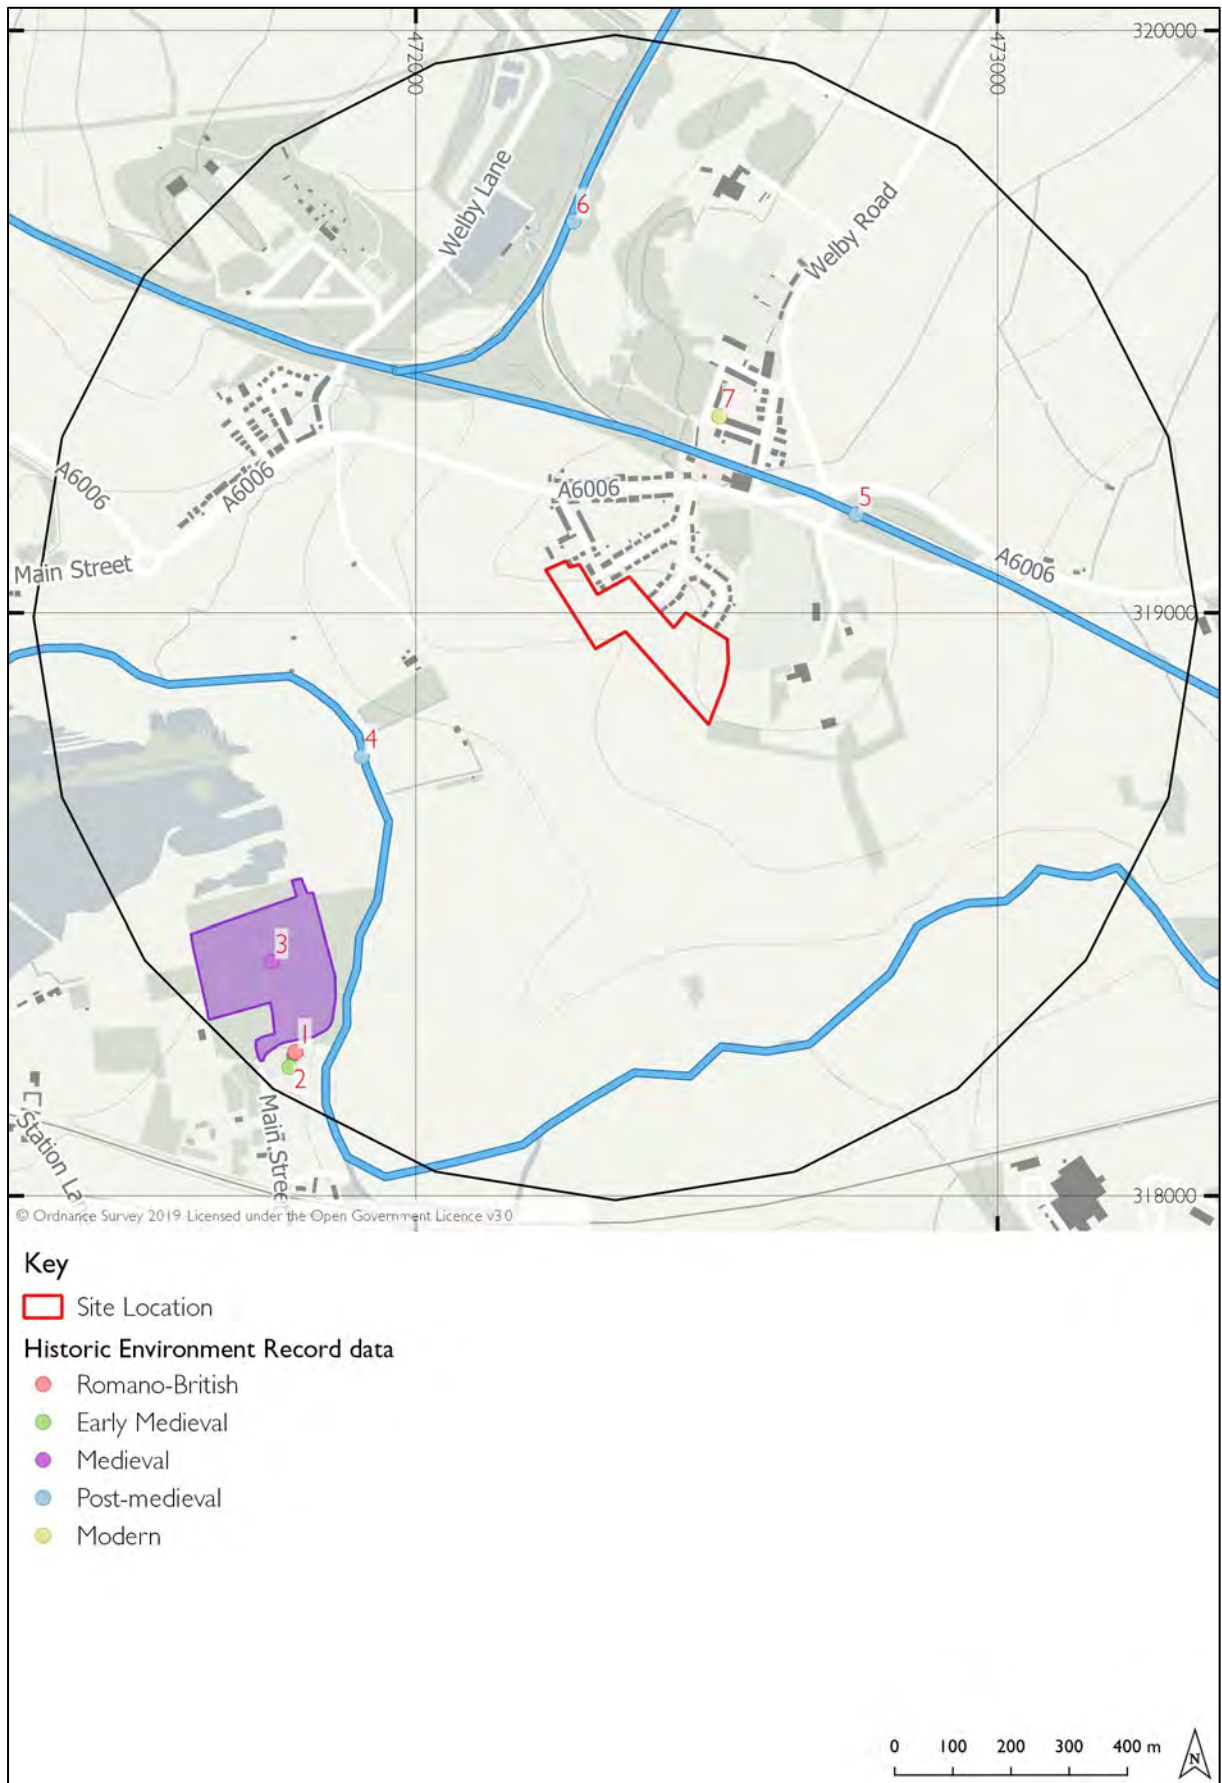 472000
473000
320000
Welby Lane
6
Welby Road
7
A6006
A6006
A6006
5
A6006
Main Street
319000
4
3
1
2
Main Stree
Station La
318000
© Ordnance Survey 2019 Licensed under the Open Government Licence v3.0
Key
Site Location
Historic Environment Record data
Romano-British
Early Medieval
Medieval
Post-medieval
Modern
0 100 200 300 400 m
N